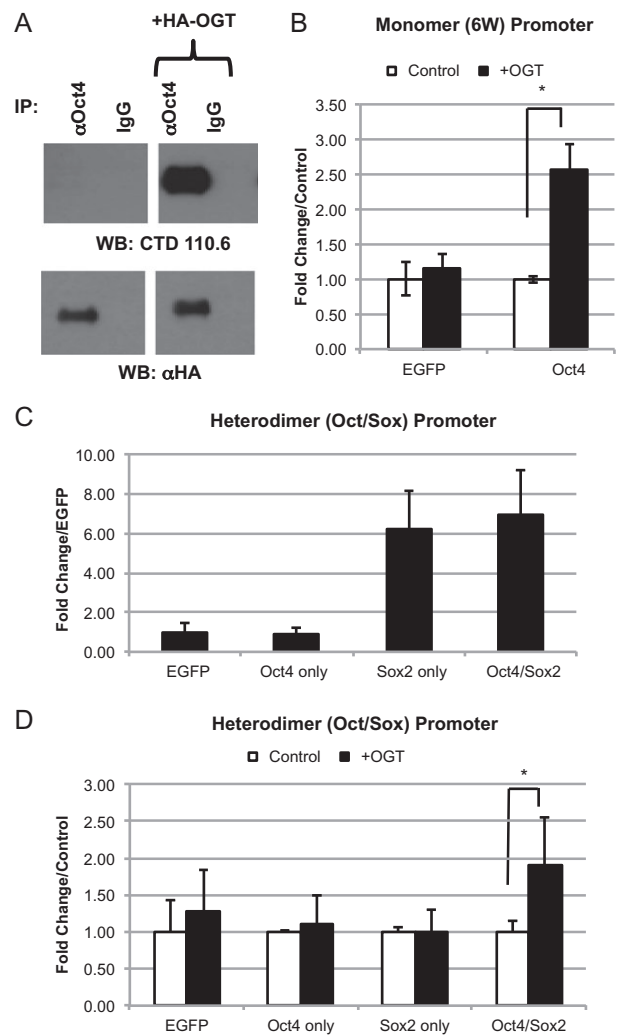 A
+HA-OGT
IP:
αOct4
IgG
αOct4
IgG
WB: CTD 110.6
WB: αHA
B
Monomer (6W) Promoter
Control +OGT
*
Fold Change/Control
3.50
3.00
2.50
2.00
1.50
1.00
0.50
0.00
EGFP Oct4
C
Heterodimer (Oct/Sox) Promoter
Fold Change/EGFP
10.00
8.00
6.00
4.00
2.00
0.00
EGFP Oct4 only Sox2 only Oct4/Sox2
D
Heterodimer (Oct/Sox) Promoter
Control +OGT
*
Fold Change/Control
3.00
2.50
2.00
1.50
1.00
0.50
0.00
EGFP Oct4 only Sox2 only Oct4/Sox2